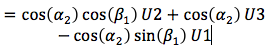 = cos(α₂) cos(β₁) U2 + cos(α₂) U3
− cos(α₂) sin(β₁) U1